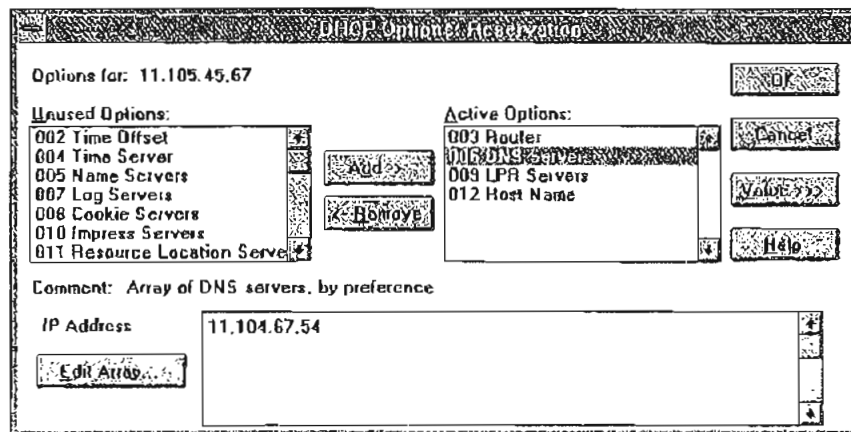 DHCP Options: Reservation
Options for: 11.105.45.67
Unused Options:
002 Time Offset
004 Time Server
005 Name Servers
007 Log Servers
008 Cookie Servers
010 Impress Servers
011 Resource Location Serve
Add ->
<- Remove
Active Options:
003 Router
006 DNS Servers
009 LPR Servers
012 Host Name
OK
Cancel
Value >>>
Help
Comment: Array of DNS servers, by preference
IP Address
11.104.67.54
Edit Array...